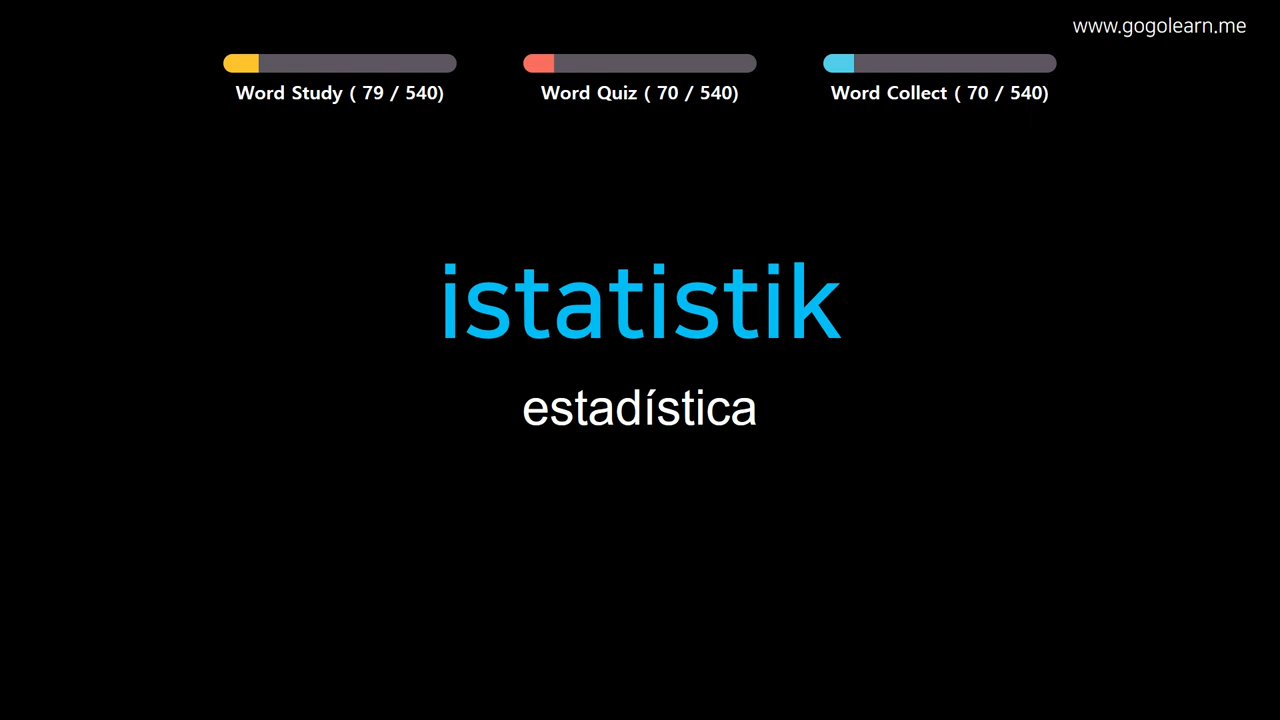 www.gogolearn.me
Word Study ( 79 / 540)
Word Quiz ( 70 / 540)
Word Collect ( 70 / 540)
istatistik
estadística